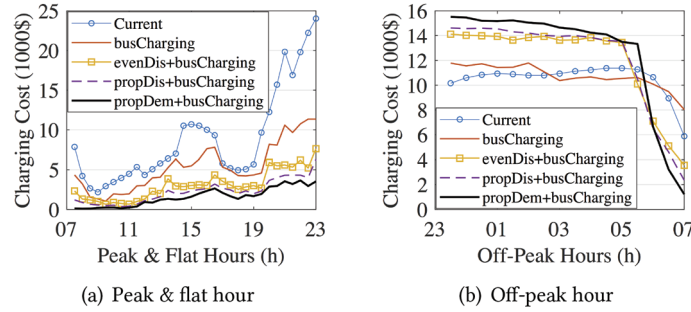 Charging Cost (1000$)
25
20
15
10
5
0
Current
busCharging
evenDis+busCharging
propDis+busCharging
propDem+busCharging
07 11 15 19 23
Peak & Flat Hours (h)
(a) Peak & flat hour
Charging Cost (1000$)
16
14
12
10
8
6
4
2
0
Current
busCharging
evenDis+busCharging
propDis+busCharging
propDem+busCharging
23 01 03 05 07
Off-Peak Hours (h)
(b) Off-peak hour